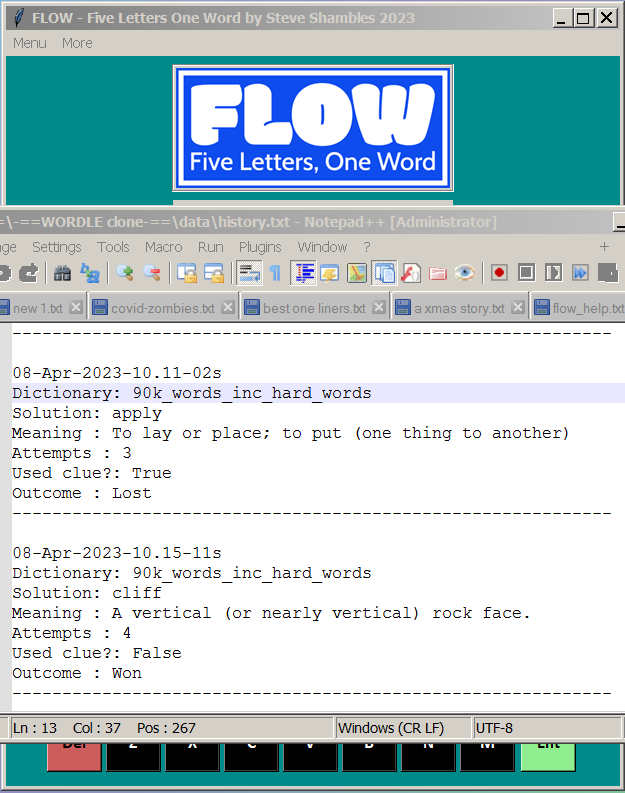 FLOW - Five Letters One Word by Steve Shambles 2023
Menu More
FLOW
Five Letters, One Word
=\-==WORDLE clone-==\data\history.txt - Notepad++ [Administrator]
ge Settings Tools Macro Run Plugins Window ? +
new 1.txt covid-zombies.txt best one liners.txt a xmas story.txt flow_help.txt
------------------------------------------------------------
08-Apr-2023-10.11-02s
Dictionary: 90k_words_inc_hard_words
Solution: apply
Meaning : To lay or place; to put (one thing to another)
Attempts : 3
Used clue?: True
Outcome : Lost
------------------------------------------------------------
08-Apr-2023-10.15-11s
Dictionary: 90k_words_inc_hard_words
Solution: cliff
Meaning : A vertical (or nearly vertical) rock face.
Attempts : 4
Used clue?: False
Outcome : Won
------------------------------------------------------------
Ln : 13 Col : 37 Pos : 267 Windows (CR LF) UTF-8
Del Z X C V B N M Ent